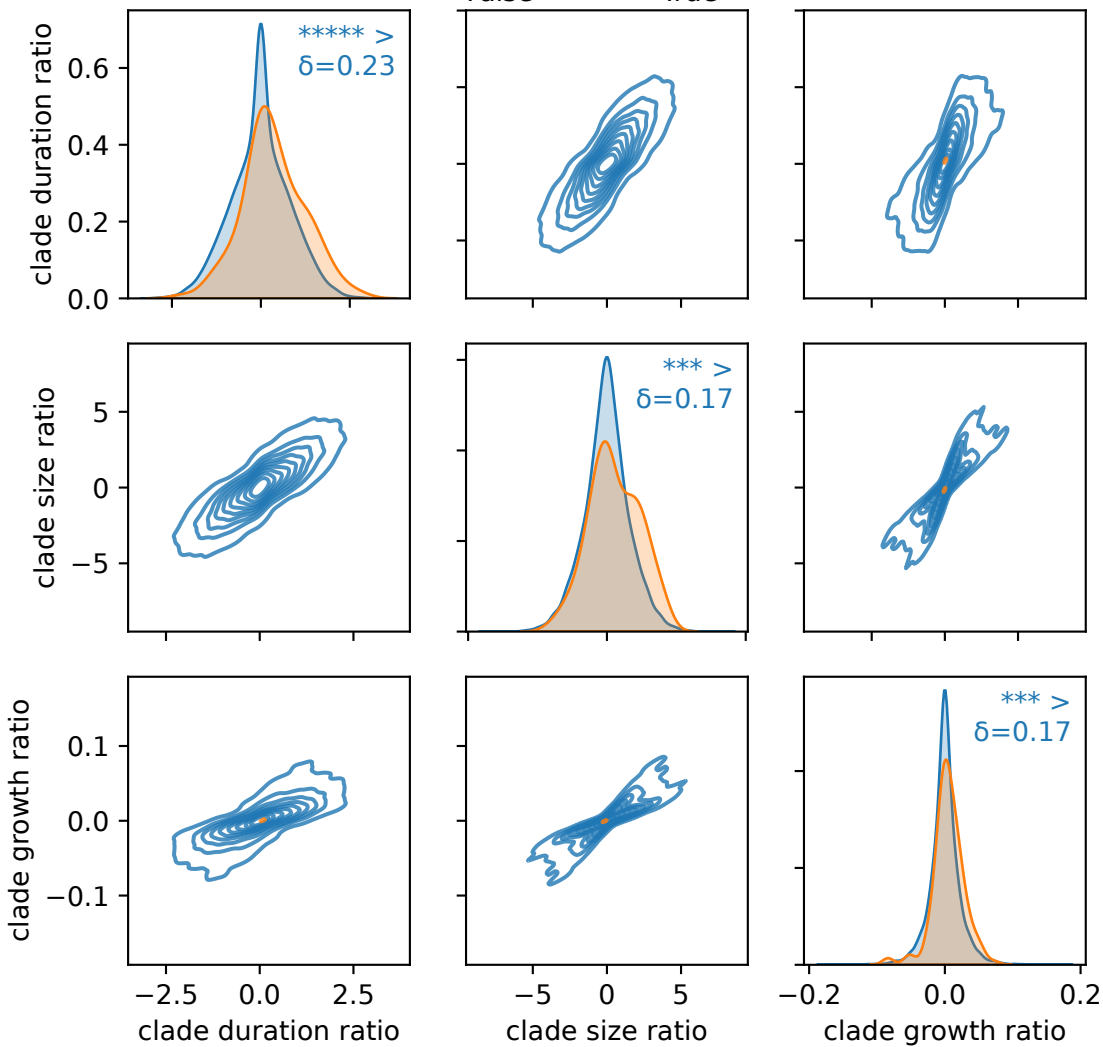 ***** >
δ=0.23
clade duration ratio
0.6
0.4
0.2
0.0
*** >
δ=0.17
clade size ratio
5
0
−5
*** >
δ=0.17
clade growth ratio
0.1
0.0
−0.1
−2.5 0.0 2.5
−5 0 5
−0.2 0.0 0.2
clade duration ratio
clade size ratio
clade growth ratio